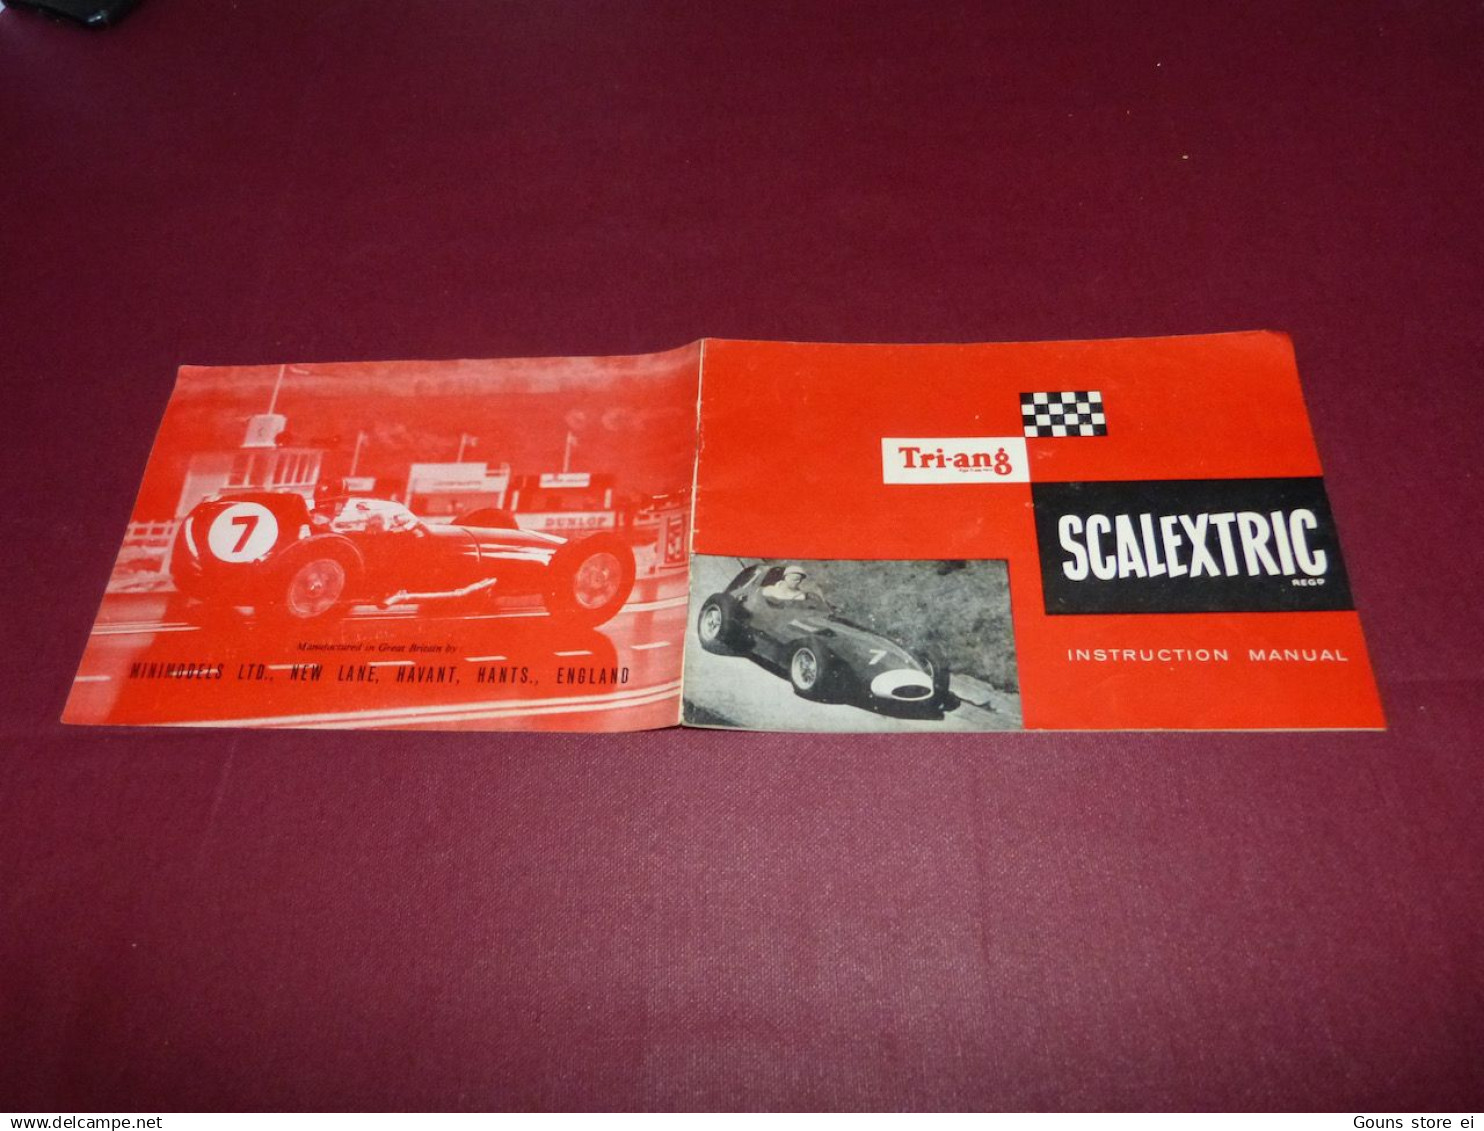 7
DUNLOP
Manufactured in Great Britain by
MINIMODELS LTD., NEW LANE, HAVANT, HANTS., ENGLAND
Tri-ang
SCALEXTRIC
REGD
INSTRUCTION MANUAL
7
delcampe.net
Gouns store ei